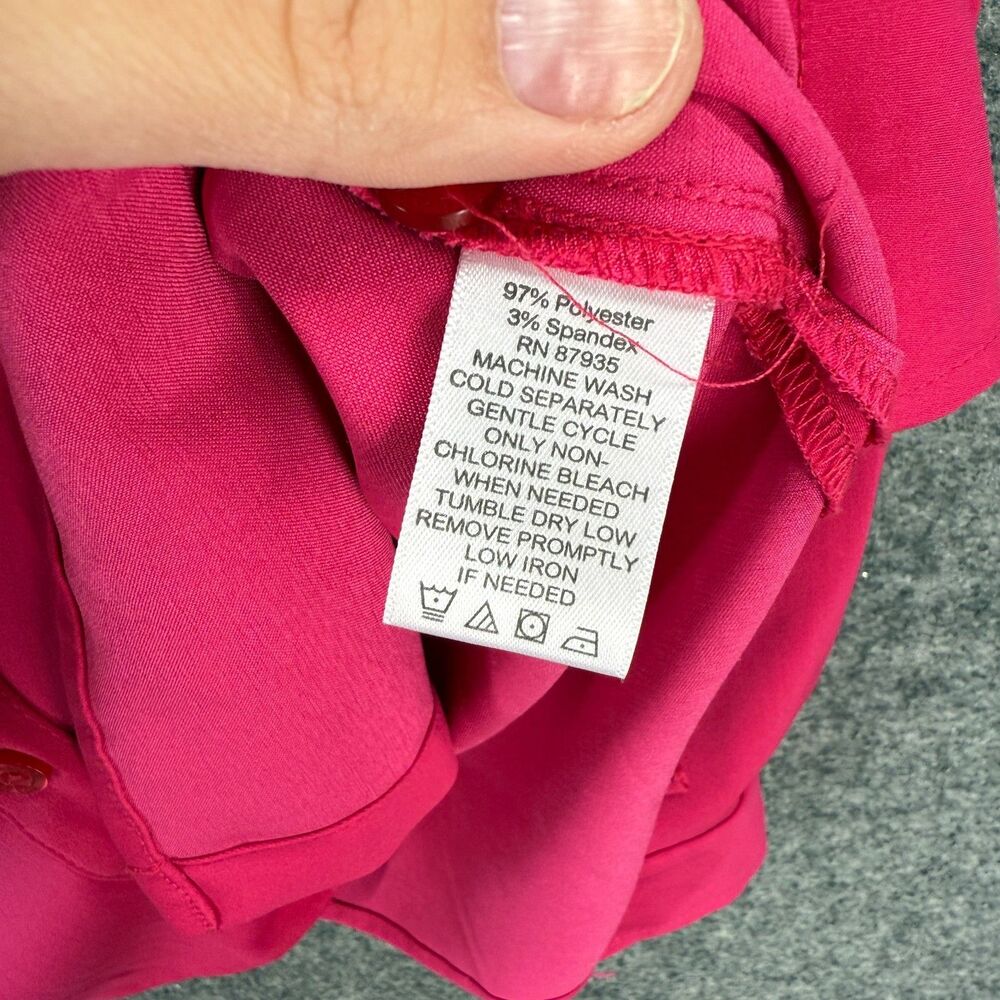 97% Polyester
3% Spandex
RN 87935
MACHINE WASH
COLD SEPARATELY
GENTLE CYCLE
ONLY NON-
CHLORINE BLEACH
WHEN NEEDED
TUMBLE DRY LOW
REMOVE PROMPTLY
LOW IRON
IF NEEDED